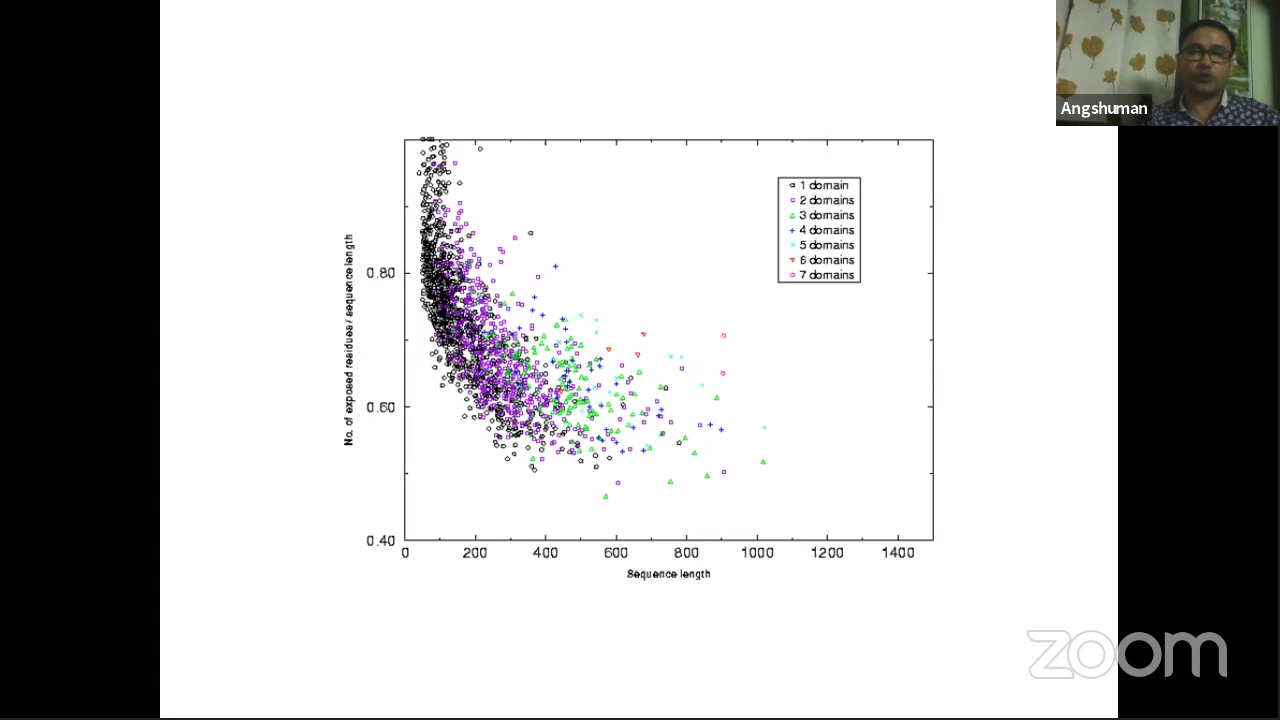 Angshuman
1 domain
2 domains
3 domains
4 domains
5 domains
6 domains
7 domains
No. of exposed residues / sequence length
0.80
0.60
0.40
0
200
400
600
800
1000
1200
1400
Sequence length
zoom